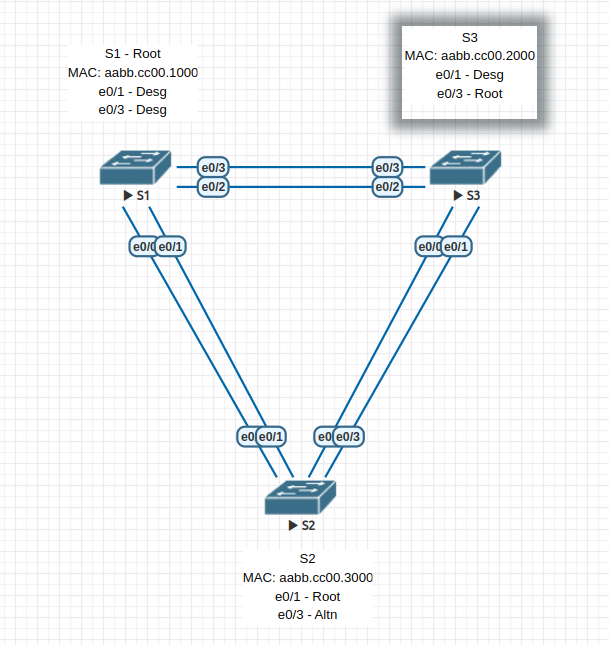 S1 - Root
MAC: aabb.cc00.1000
e0/1 - Desg
e0/3 - Desg
S3
MAC: aabb.cc00.2000
e0/1 - Desg
e0/3 - Root
e0/3
e0/3
e0/2
e0/2
S1
S3
e0/0
e0/1
e0/0
e0/1
e0/1
e0/3
S2
S2
MAC: aabb.cc00.3000
e0/1 - Root
e0/3 - Altn